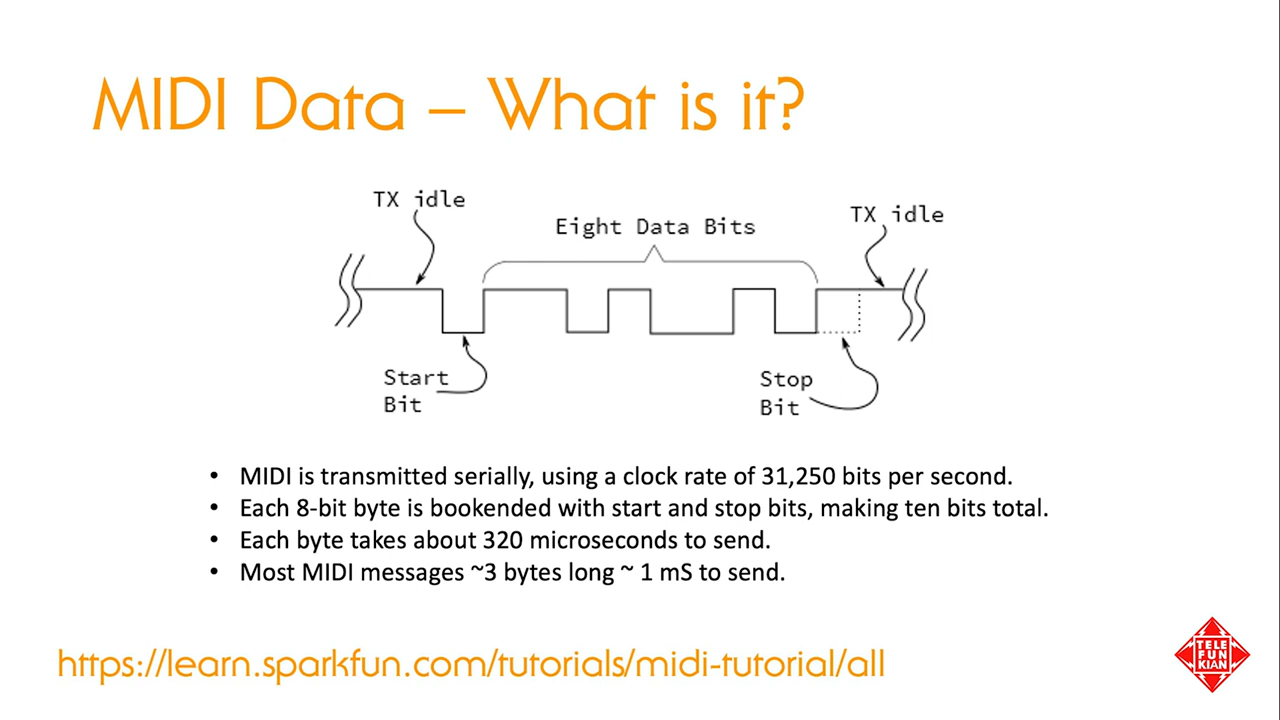 MIDI Data – What is it?
TX idle
TX idle
Eight Data Bits
Start
Bit
Stop
Bit
• MIDI is transmitted serially, using a clock rate of 31,250 bits per second.
• Each 8-bit byte is bookended with start and stop bits, making ten bits total.
• Each byte takes about 320 microseconds to send.
• Most MIDI messages ~3 bytes long ~ 1 mS to send.
https://learn.sparkfun.com/tutorials/midi-tutorial/all
TELE
FUN
KIAN